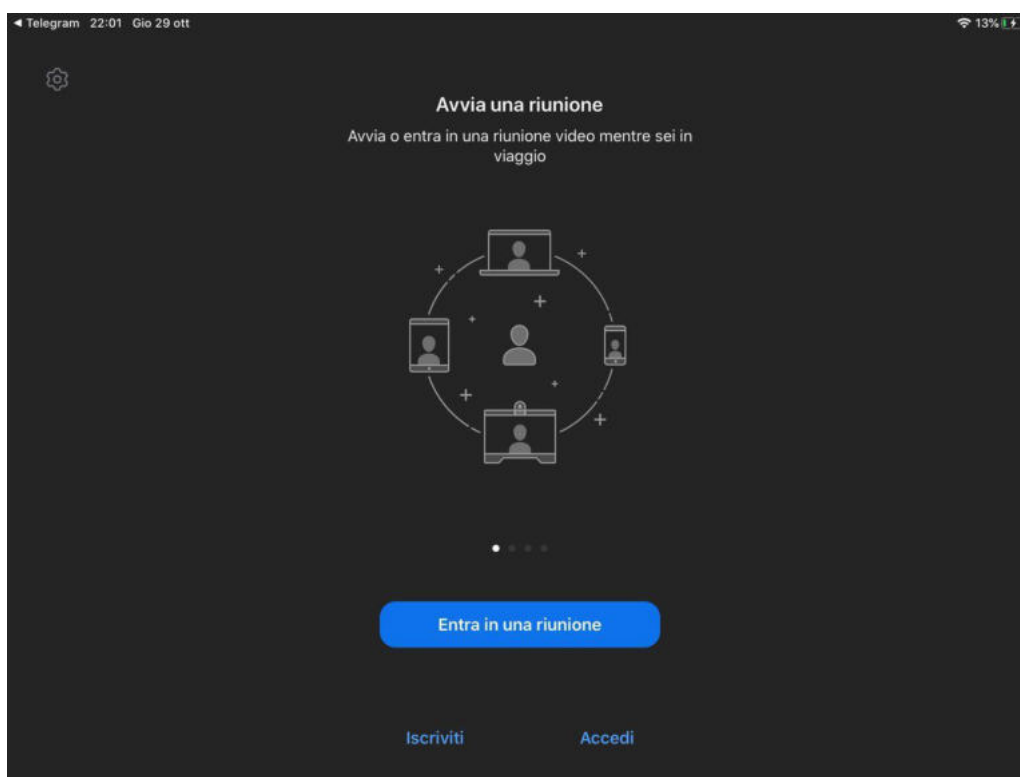 ◀ Telegram 22:01 Gio 29 ott 13%
Avvia una riunione
Avvia o entra in una riunione video mentre sei in
viaggio
Entra in una riunione
Iscriviti Accedi